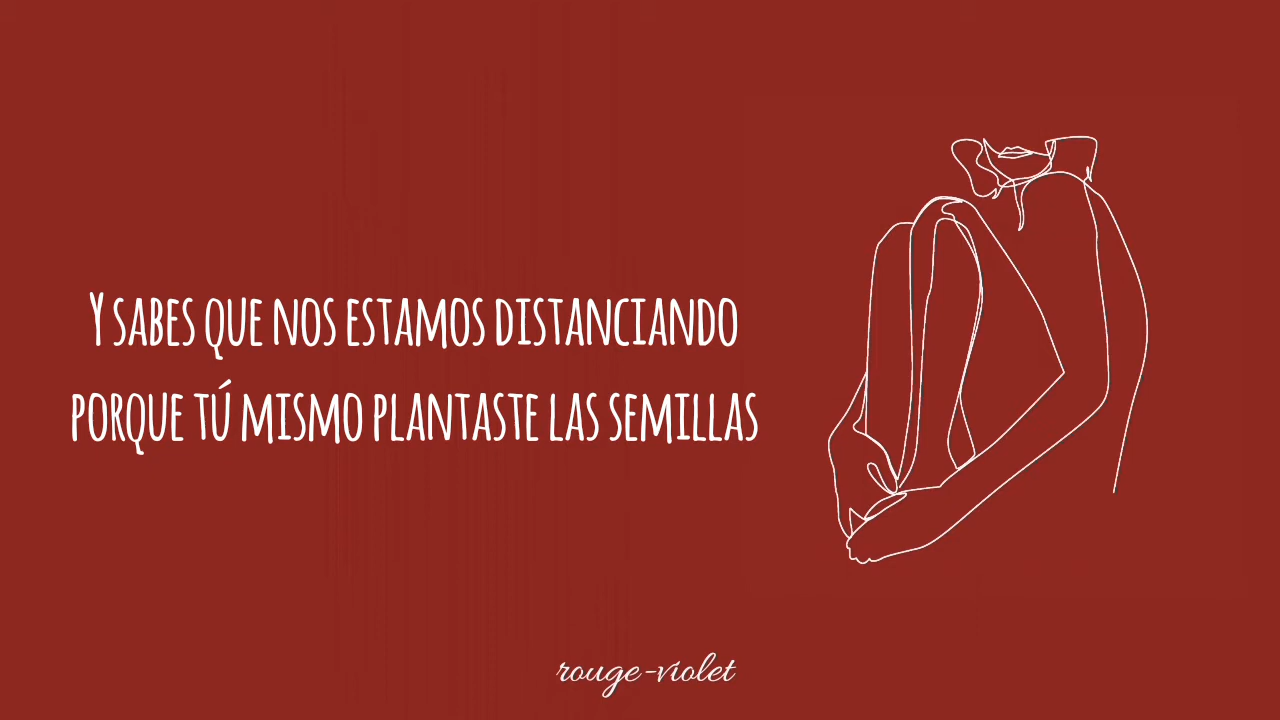 Y SABES QUE NOS ESTAMOS DISTANCIANDO
PORQUE TÚ MISMO PLANTASTE LAS SEMILLAS
rouge-violet